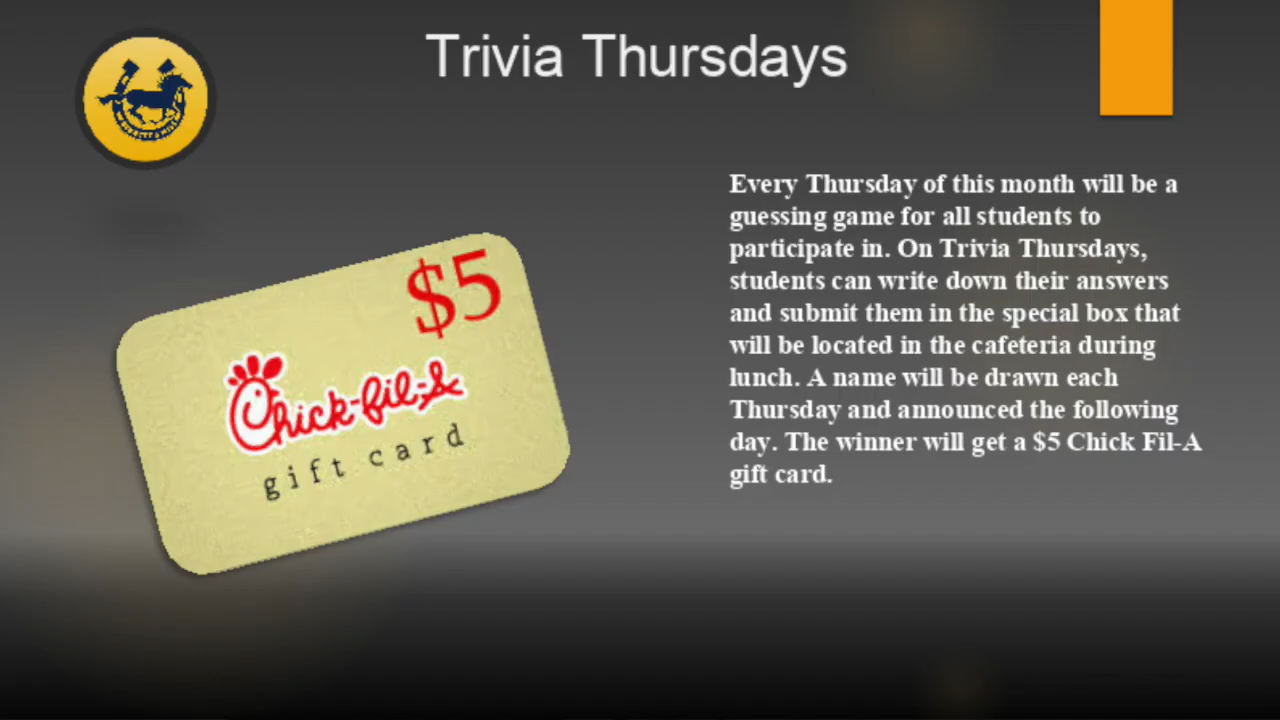 Trivia Thursdays
$5
Chick-fil-A
gift card
Every Thursday of this month will be a
guessing game for all students to
participate in. On Trivia Thursdays,
students can write down their answers
and submit them in the special box that
will be located in the cafeteria during
lunch. A name will be drawn each
Thursday and announced the following
day. The winner will get a $5 Chick Fil-A
gift card.